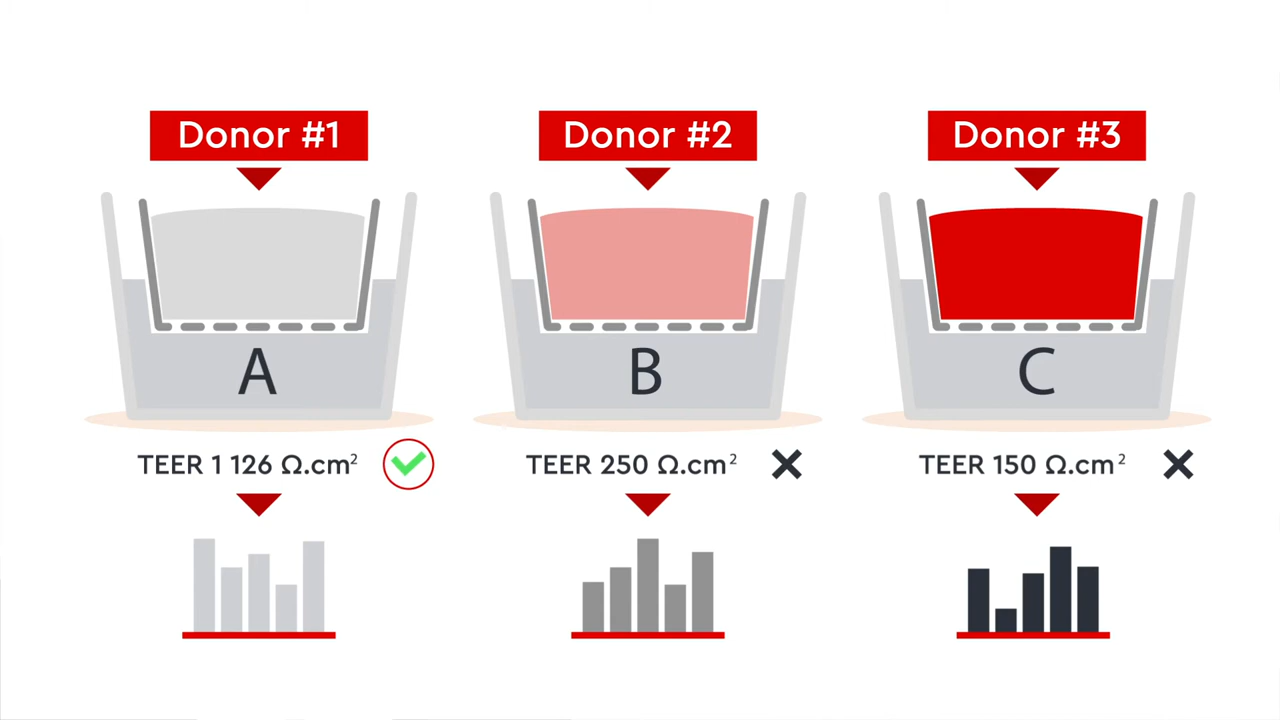 Donor #1
Donor #2
Donor #3
A
B
C
TEER 1 126 Ω.cm²
TEER 250 Ω.cm²
TEER 150 Ω.cm²